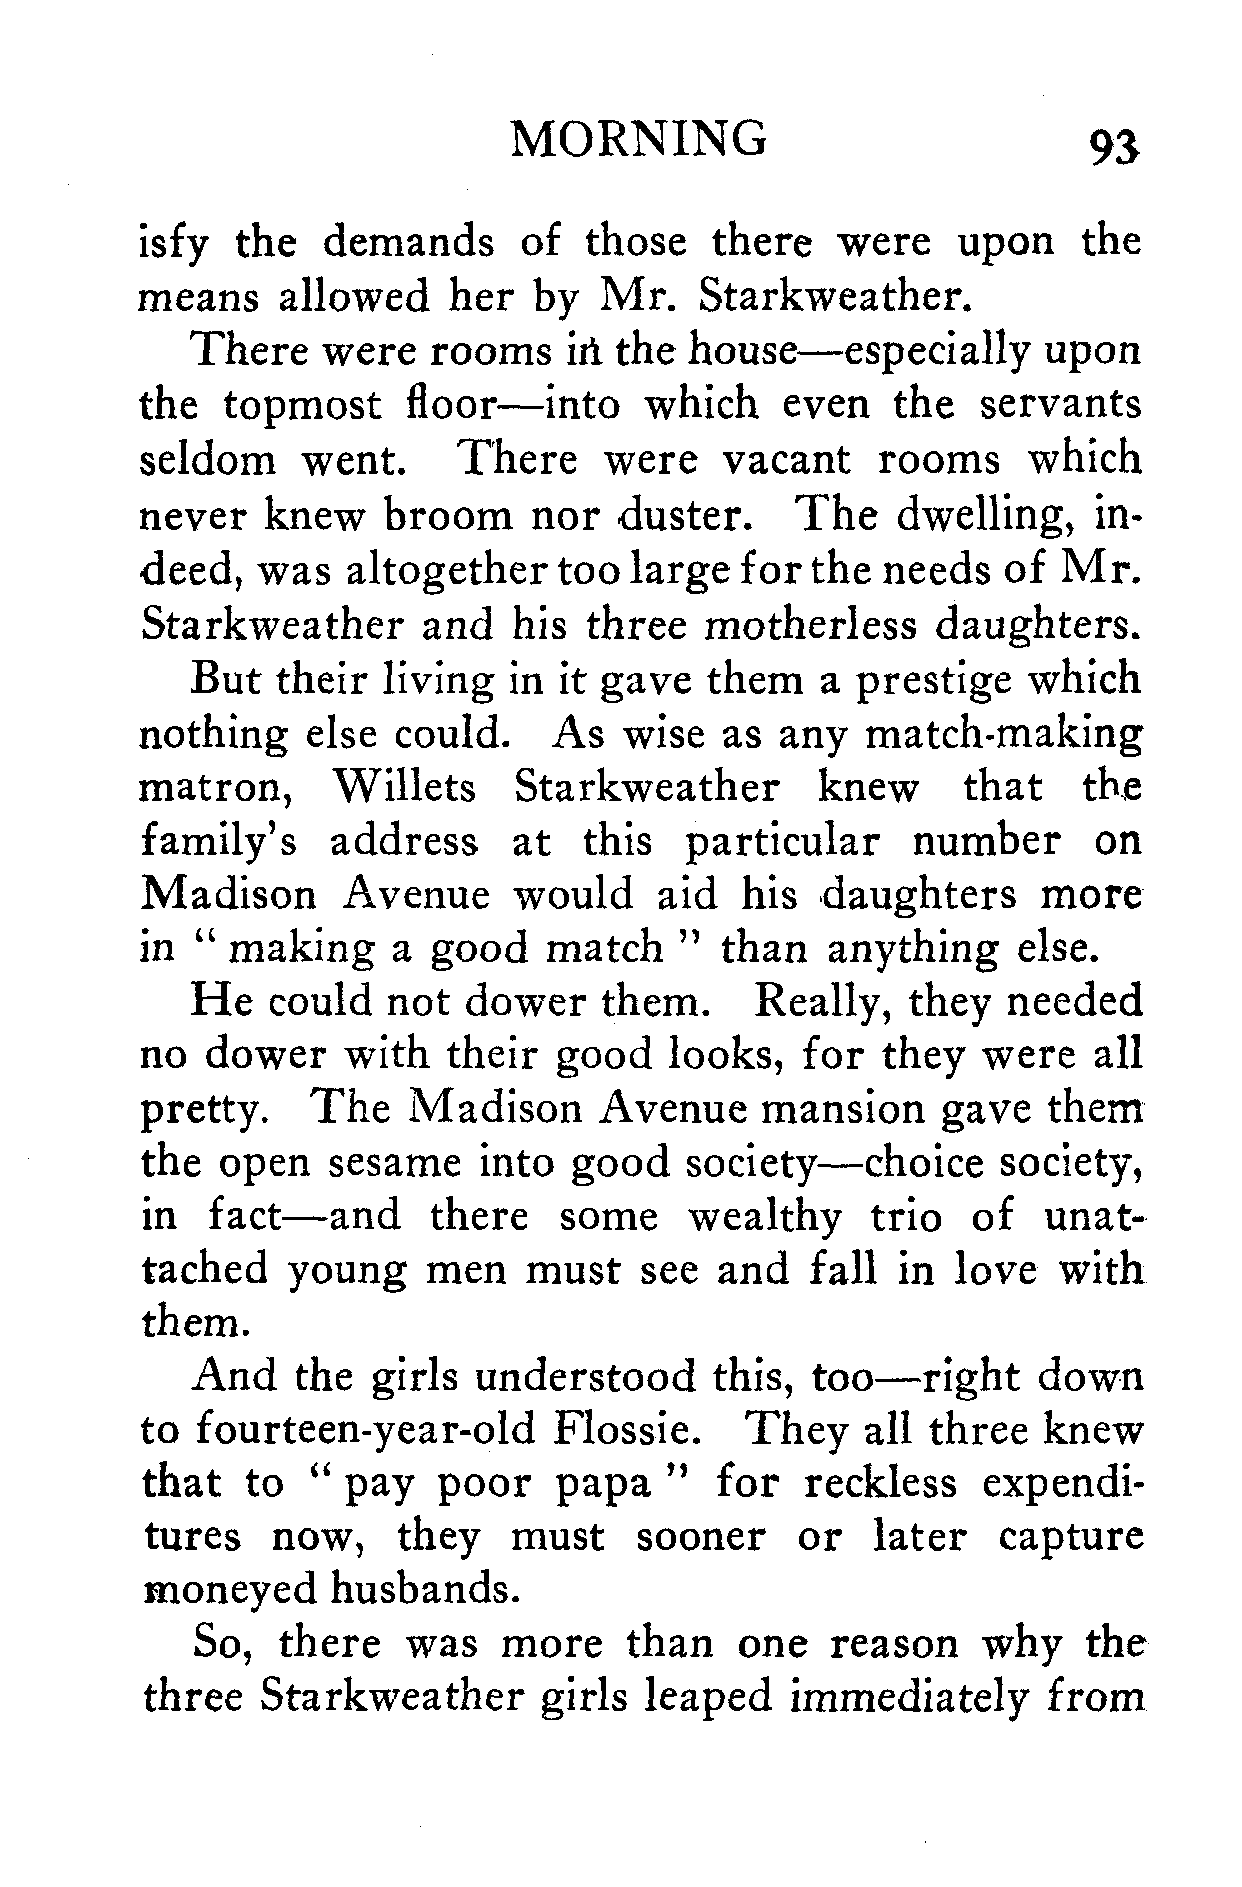 MORNING 93
isfy the demands of those there were upon the
means allowed her by Mr. Starkweather.
There were rooms in the house—especially upon
the topmost floor—into which even the servants
seldom went. There were vacant rooms which
never knew broom nor duster. The dwelling, in-
deed, was altogether too large for the needs of Mr.
Starkweather and his three motherless daughters.
But their living in it gave them a prestige which
nothing else could. As wise as any match-making
matron, Willets Starkweather knew that the
family's address at this particular number on
Madison Avenue would aid his daughters more
in " making a good match " than anything else.
He could not dower them. Really, they needed
no dower with their good looks, for they were all
pretty. The Madison Avenue mansion gave them
the open sesame into good society—choice society,
in fact—and there some wealthy trio of unat-
tached young men must see and fall in love with
them.
And the girls understood this, too—right down
to fourteen-year-old Flossie. They all three knew
that to " pay poor papa " for reckless expendi-
tures now, they must sooner or later capture
moneyed husbands.
So, there was more than one reason why the
three Starkweather girls leaped immediately from